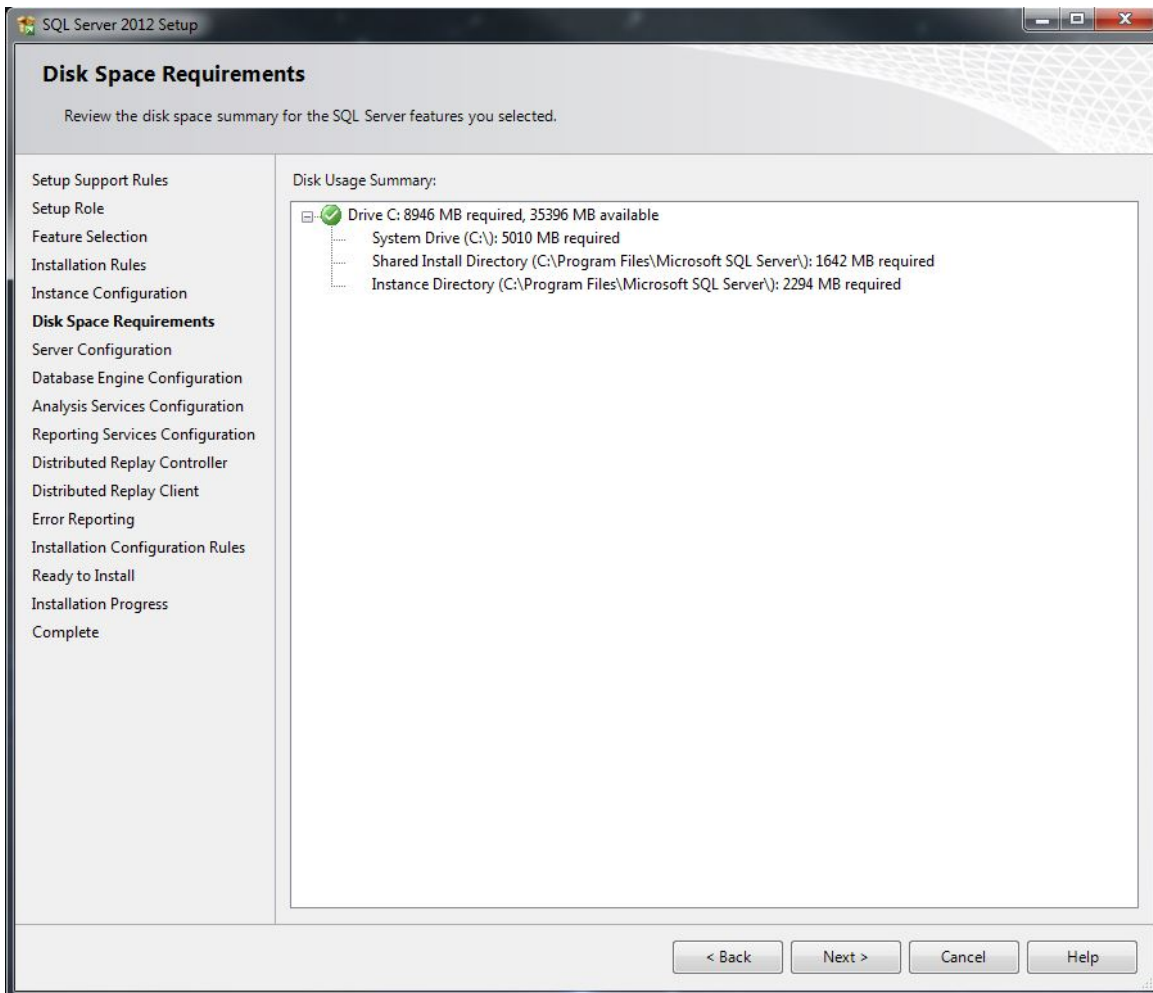 SQL Server 2012 Setup
Disk Space Requirements
Review the disk space summary for the SQL Server features you selected.
Setup Support Rules
Setup Role
Feature Selection
Installation Rules
Instance Configuration
Disk Space Requirements
Server Configuration
Database Engine Configuration
Analysis Services Configuration
Reporting Services Configuration
Distributed Replay Controller
Distributed Replay Client
Error Reporting
Installation Configuration Rules
Ready to Install
Installation Progress
Complete
Disk Usage Summary:
Drive C: 8946 MB required, 35396 MB available
System Drive (C:\): 5010 MB required
Shared Install Directory (C:\Program Files\Microsoft SQL Server\): 1642 MB required
Instance Directory (C:\Program Files\Microsoft SQL Server\): 2294 MB required
< Back Next > Cancel Help